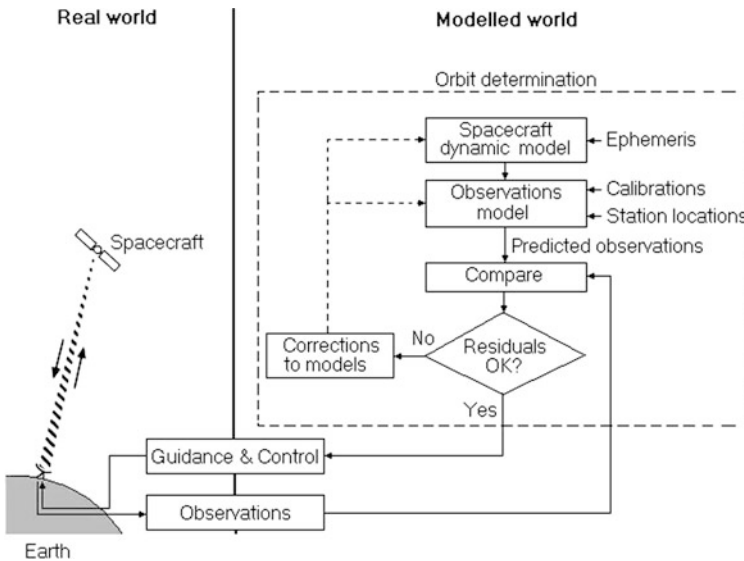 Real world
Modelled world
Orbit determination
Spacecraft
dynamic model
Ephemeris
Observations
model
Calibrations
Station locations
Predicted observations
Compare
Spacecraft
Residuals
OK?
No
Corrections
to models
Yes
Guidance & Control
Observations
Earth